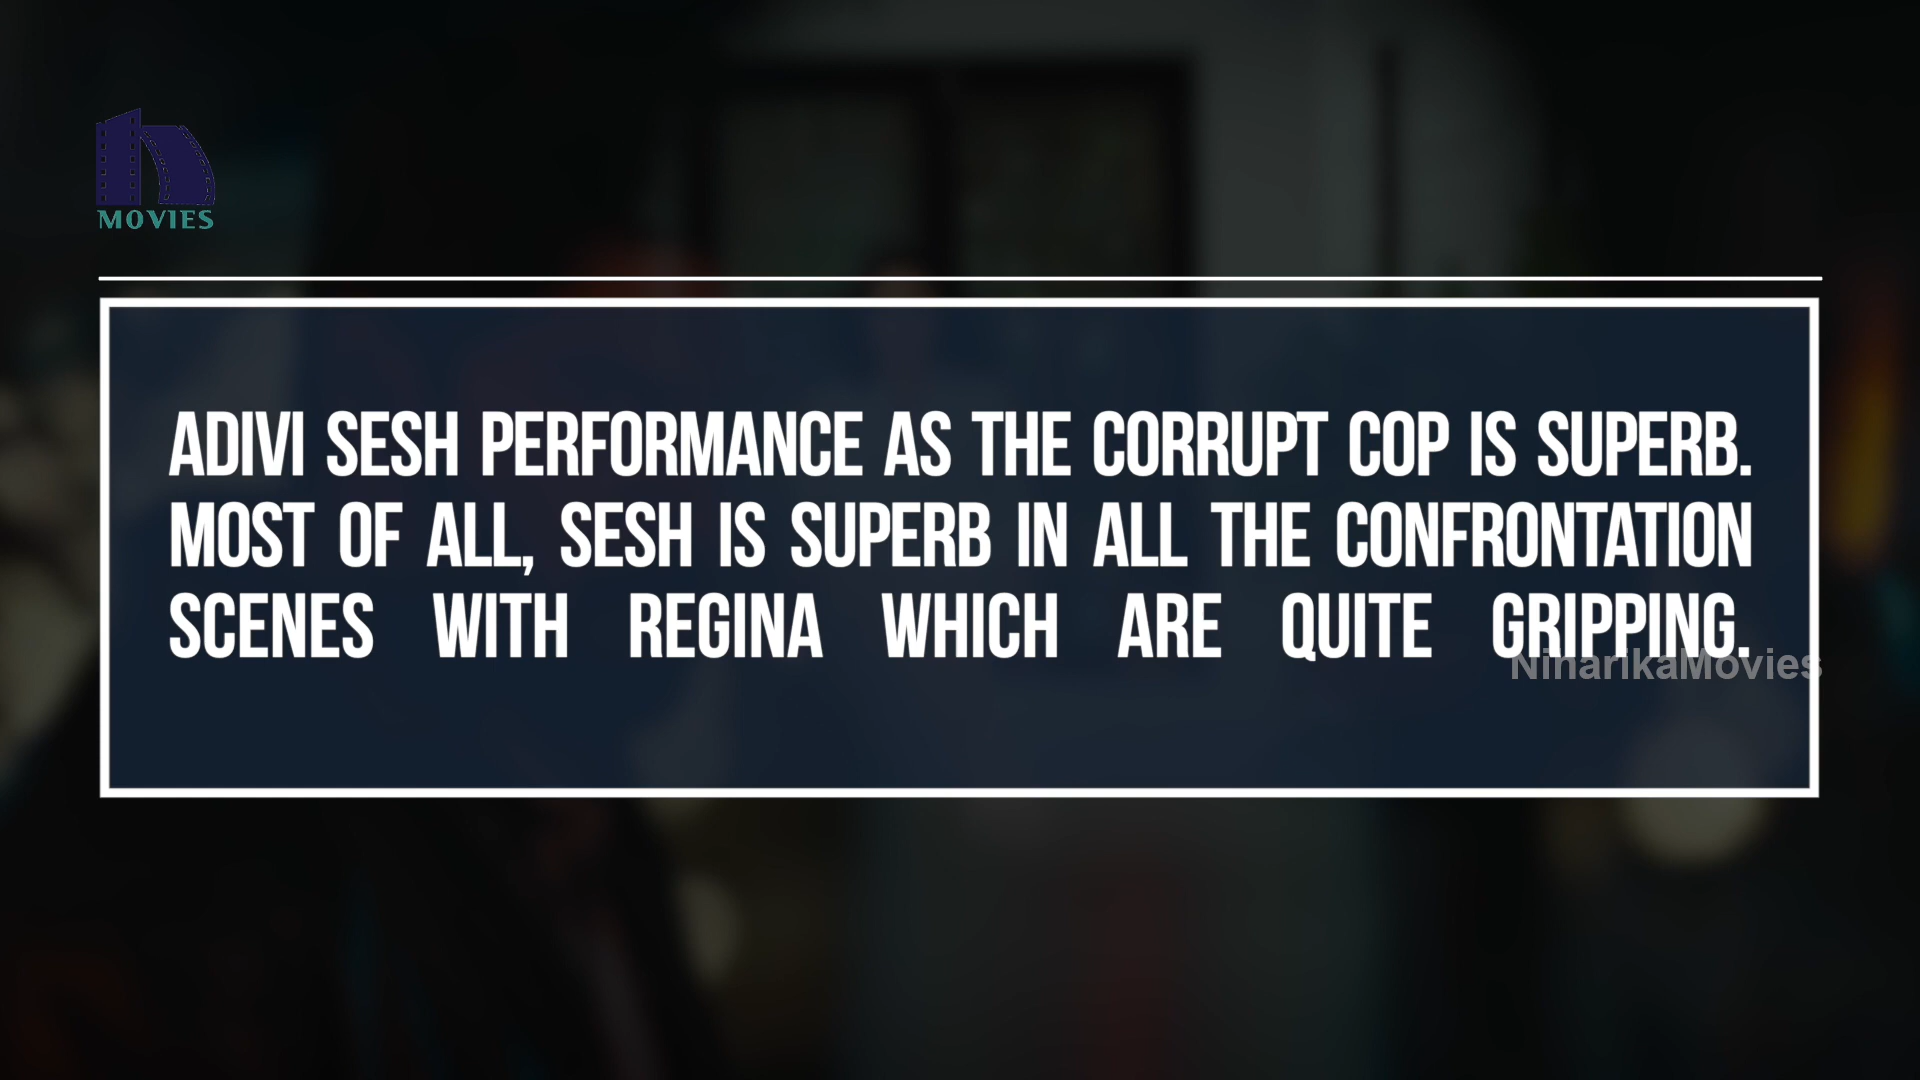 MOVIES
ADIVI SESH PERFORMANCE AS THE CORRUPT COP IS SUPERB.
MOST OF ALL, SESH IS SUPERB IN ALL THE CONFRONTATION
SCENES WITH REGINA WHICH ARE QUITE GRIPPING.
NiharikaMovies